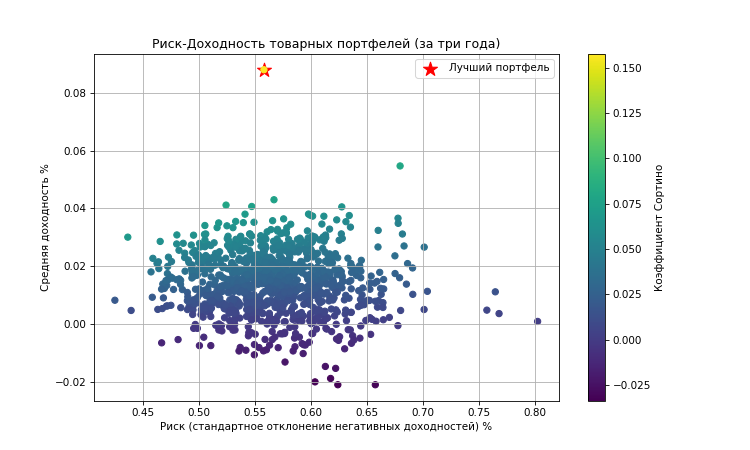 Риск-Доходность товарных портфелей (за три года)
Лучший портфель
Средняя доходность %
0.08
0.06
0.04
0.02
0.00
−0.02
0.45 0.50 0.55 0.60 0.65 0.70 0.75 0.80
Риск (стандартное отклонение негативных доходностей) %
0.150
0.125
0.100
0.075
0.050
0.025
0.000
−0.025
Коэффициент Сортино